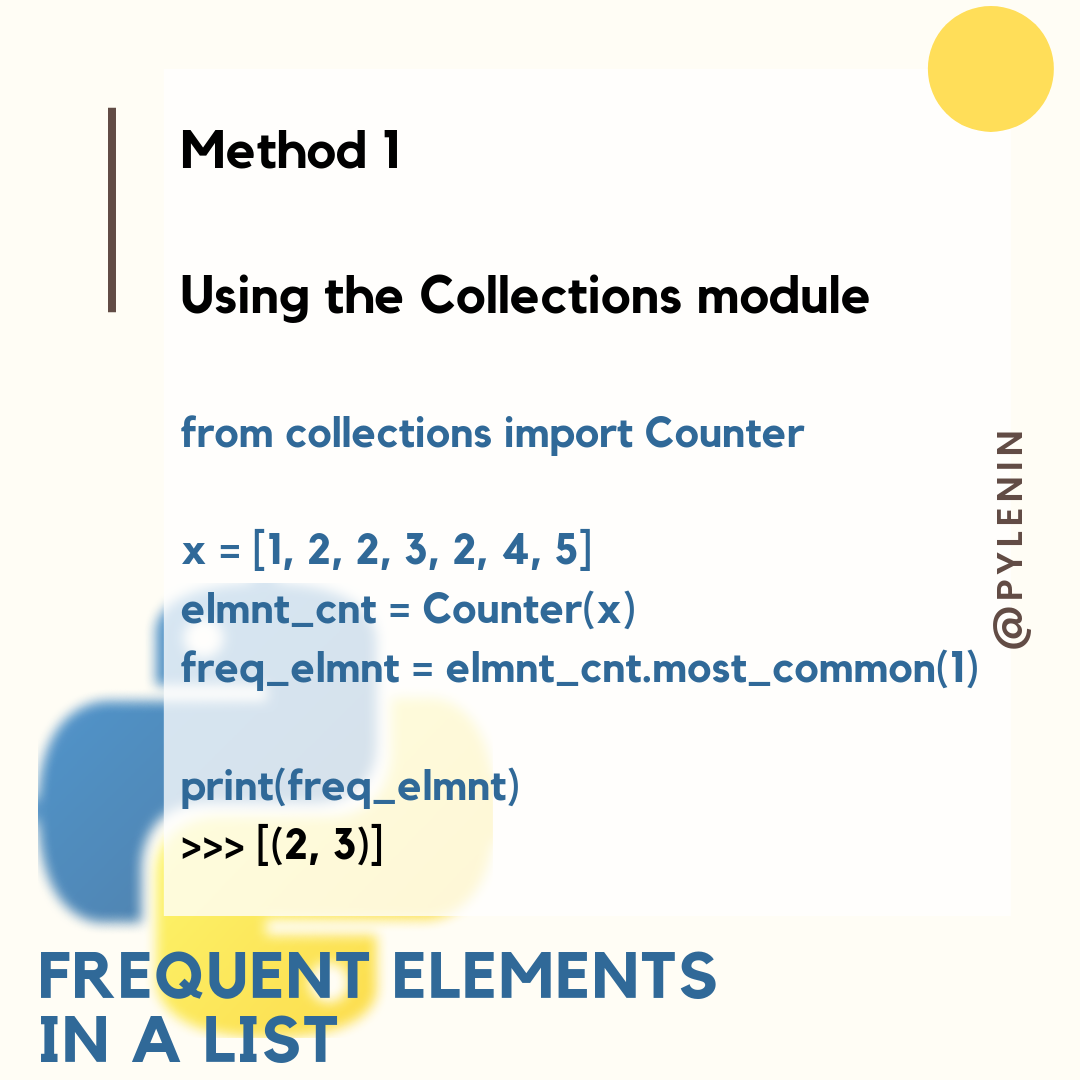 Method 1
Using the Collections module
from collections import Counter
x = [1, 2, 2, 3, 2, 4, 5]
elmnt_cnt = Counter(x)
freq_elmnt = elmnt_cnt.most_common(1)
print(freq_elmnt)
>>> [(2, 3)]
@PYLENIN
FREQUENT ELEMENTS
IN A LIST